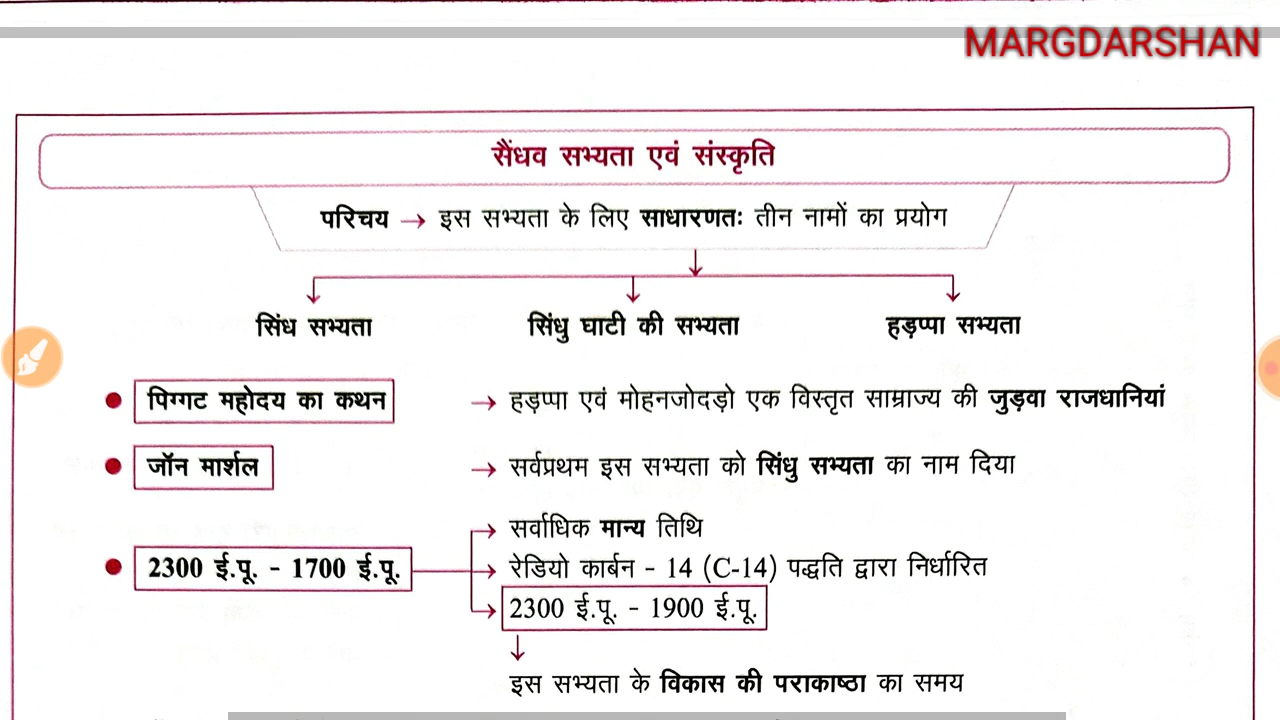 MARGDARSHAN
सैंधव सभ्यता एवं संस्कृति
परिचय → इस सभ्यता के लिए साधारणतः तीन नामों का प्रयोग
सिंध सभ्यता सिंधु घाटी की सभ्यता हड़प्पा सभ्यता
● पिग्गट महोदय का कथन → हड़प्पा एवं मोहनजोदड़ो एक विस्तृत साम्राज्य की जुड़वा राजधानियां
● जॉन मार्शल → सर्वप्रथम इस सभ्यता को सिंधु सभ्यता का नाम दिया
→ सर्वाधिक मान्य तिथि
● 2300 ई.पू. - 1700 ई.पू. → रेडियो कार्बन - 14 (C-14) पद्धति द्वारा निर्धारित
→ 2300 ई.पू. - 1900 ई.पू.
इस सभ्यता के विकास की पराकाष्ठा का समय